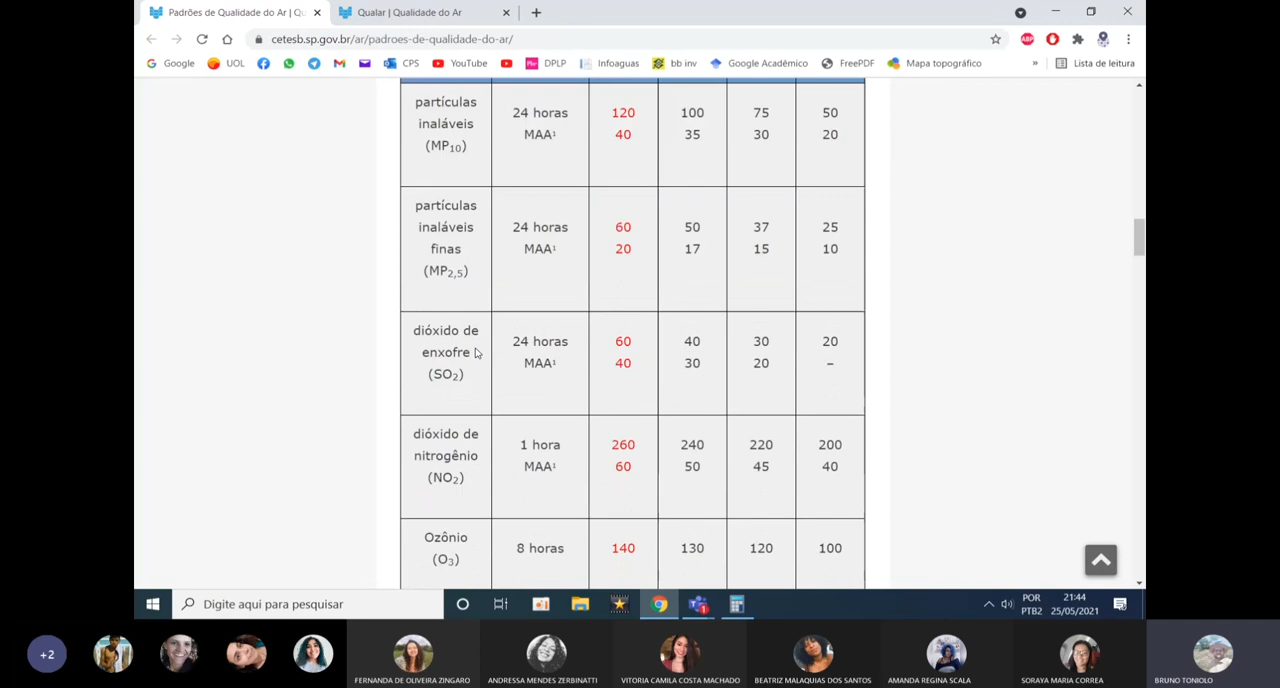 Padrões de Qualidade do Ar | Qu
Qualar | Qualidade do Ar
cetesb.sp.gov.br/ar/padroes-de-qualidade-do-ar/
ABP
Google
UOL
CPS
YouTube
DPLP
Infoaguas
bb inv
Google Acadêmico
FreePDF
Mapa topográfico
»
Lista de leitura
partículas
inaláveis
(MP₁₀)
24 horas 120 100 75 50
MAA¹ 40 35 30 20
partículas
inaláveis
finas
(MP₂,₅)
24 horas 60 50 37 25
MAA¹ 20 17 15 10
dióxido de
enxofre
(SO₂)
24 horas 60 40 30 20
MAA¹ 40 30 20 –
dióxido de
nitrogênio
(NO₂)
1 hora 260 240 220 200
MAA¹ 60 50 45 40
Ozônio
(O₃)
8 horas 140 130 120 100
Digite aqui para pesquisar
1
POR
PTB2
21:44
25/05/2021
+2
FERNANDA DE OLIVEIRA ZINGARO
ANDRESSA MENDES ZERBINATTI
VITORIA CAMILA COSTA MACHADO
BEATRIZ MALAQUIAS DOS SANTOS
AMANDA REGINA SCALA
SORAYA MARIA CORREA
BRUNO TONIOLO